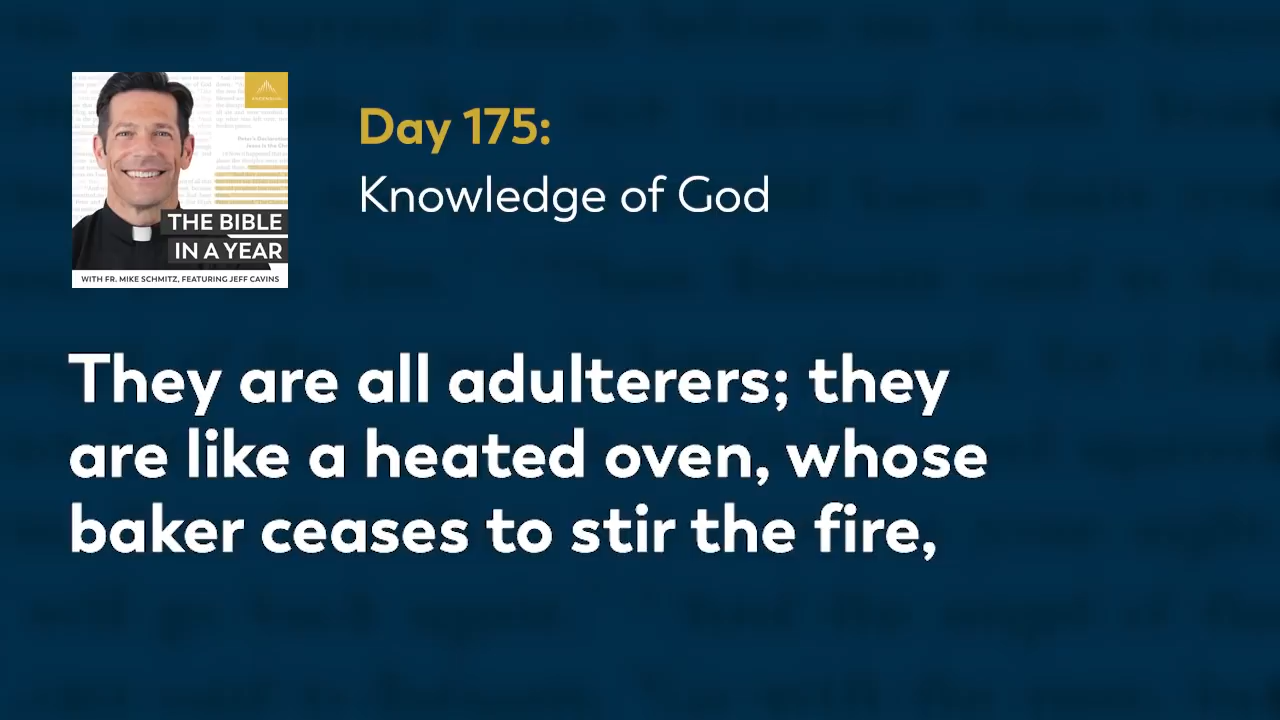 Day 175:
Knowledge of God
THE BIBLE
IN A YEAR
WITH FR. MIKE SCHMITZ, FEATURING JEFF CAVINS
They are all adulterers; they
are like a heated oven, whose
baker ceases to stir the fire,